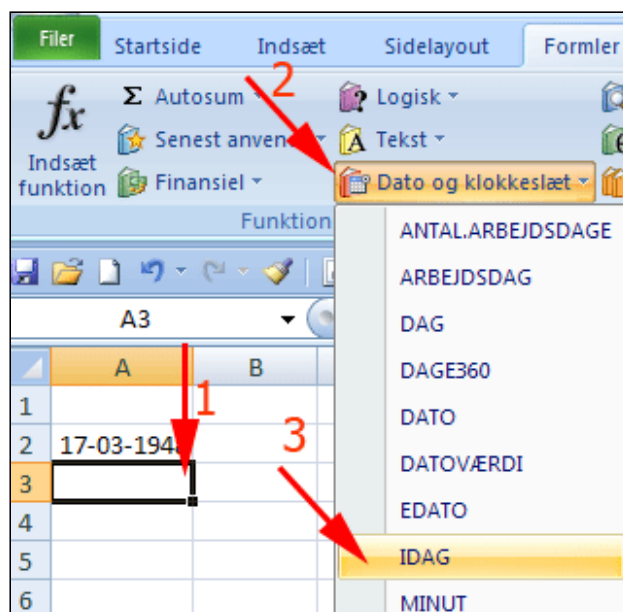 Filer Startside Indsæt Sidelayout Formler
2
fx Σ Autosum Logisk
Senest anvendt Tekst
Indsæt
funktion Finansiel Dato og klokkeslæt
Funktion
ANTAL.ARBEJDSDAGE
ARBEJDSDAG
A3
DAG
A B
DAGE360
1
1
DATO
2 17-03-194
3
DATOVÆRDI
3
EDATO
4
5
IDAG
6
MINUT